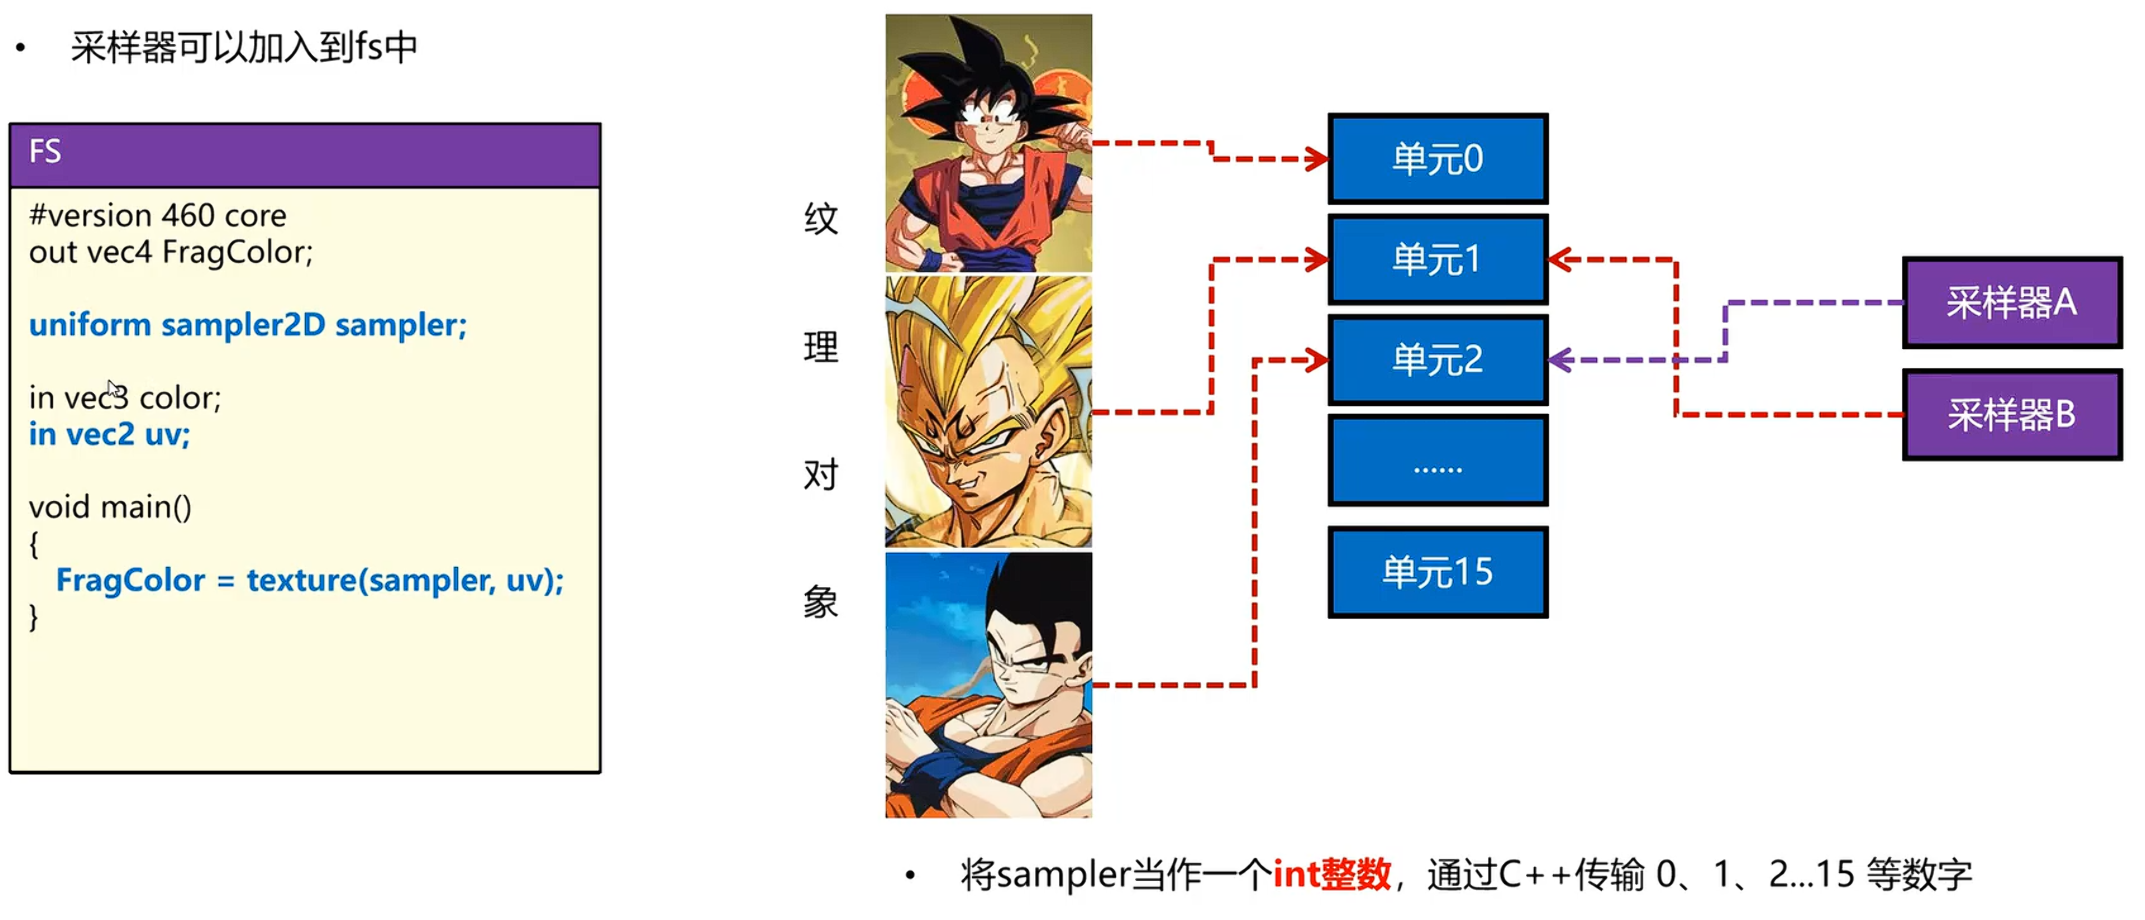 • 采样器可以加入到fs中
FS
#version 460 core
out vec4 FragColor;
uniform sampler2D sampler;
in vec3 color;
in vec2 uv;
void main()
{
FragColor = texture(sampler, uv);
}
纹
理
对
象
单元0
单元1
单元2
......
单元15
采样器A
采样器B
• 将sampler当作一个int整数，通过C++传输 0、1、2...15 等数字